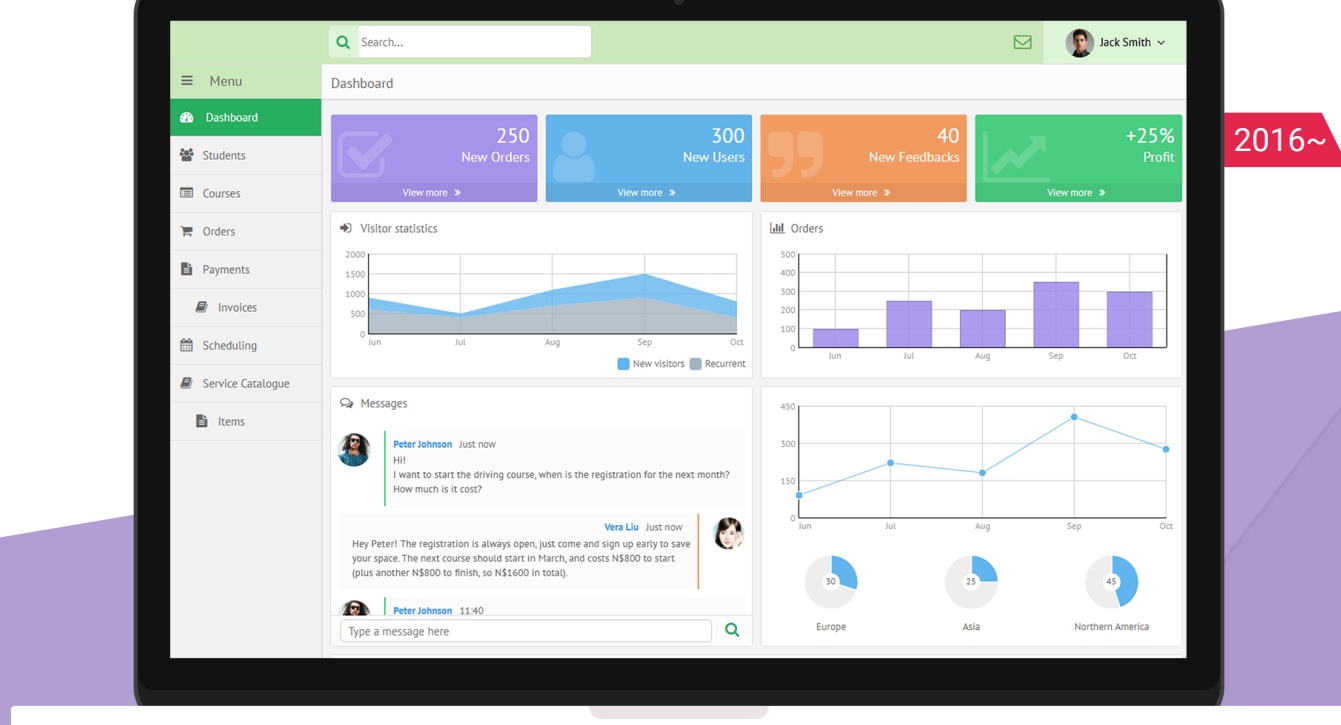 Search...
Jack Smith
Menu
Dashboard
Dashboard
Students
Courses
Orders
Payments
Invoices
Scheduling
Service Catalogue
Items
250
New Orders
View more »
300
New Users
View more »
40
New Feedbacks
View more »
+25%
Profit
View more »
2016~
Visitor statistics
2000
1500
1000
500
0
Jun Jul Aug Sep Oct
New visitors Recurrent
Orders
500
400
300
200
100
0
Jun Jul Aug Sep Oct
Messages
Peter Johnson Just now
Hi!
I want to start the driving course, when is the registration for the next month?
How much is it cost?
Vera Liu Just now
Hey Peter! The registration is always open, just come and sign up early to save
your space. The next course should start in March, and costs N$800 to start
(plus another N$800 to finish, so N$1600 in total).
Peter Johnson 11:40
Type a message here
450
300
150
0
Jun Jul Aug Sep Oct
30
Europe
25
Asia
45
Northern America